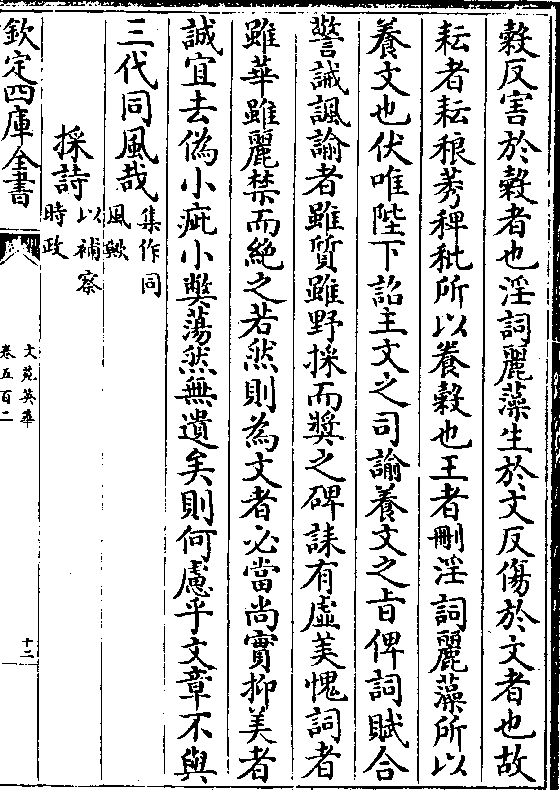 穀反害於穀者也淫詞麗藻生於文反傷於文者也故
耘者耘稂莠稗秕所以養穀也王者刪淫詞麗藻所以
養文也伏唯陛下詔主文之司諭養文之旨俾詞賦合
警誡諷諭者雖質雖野採而奬之碑誄有虚美愧詞者
雖華雖麗禁而絶之若然則為文者必當尚實抑美者
誠宜去偽小疵小弊蕩然無遺矣則何慮乎文章不與
三代同風哉集作同風歟
採詩以補察時政
欽定四庫全書
文苑英華
卷五百二
十二